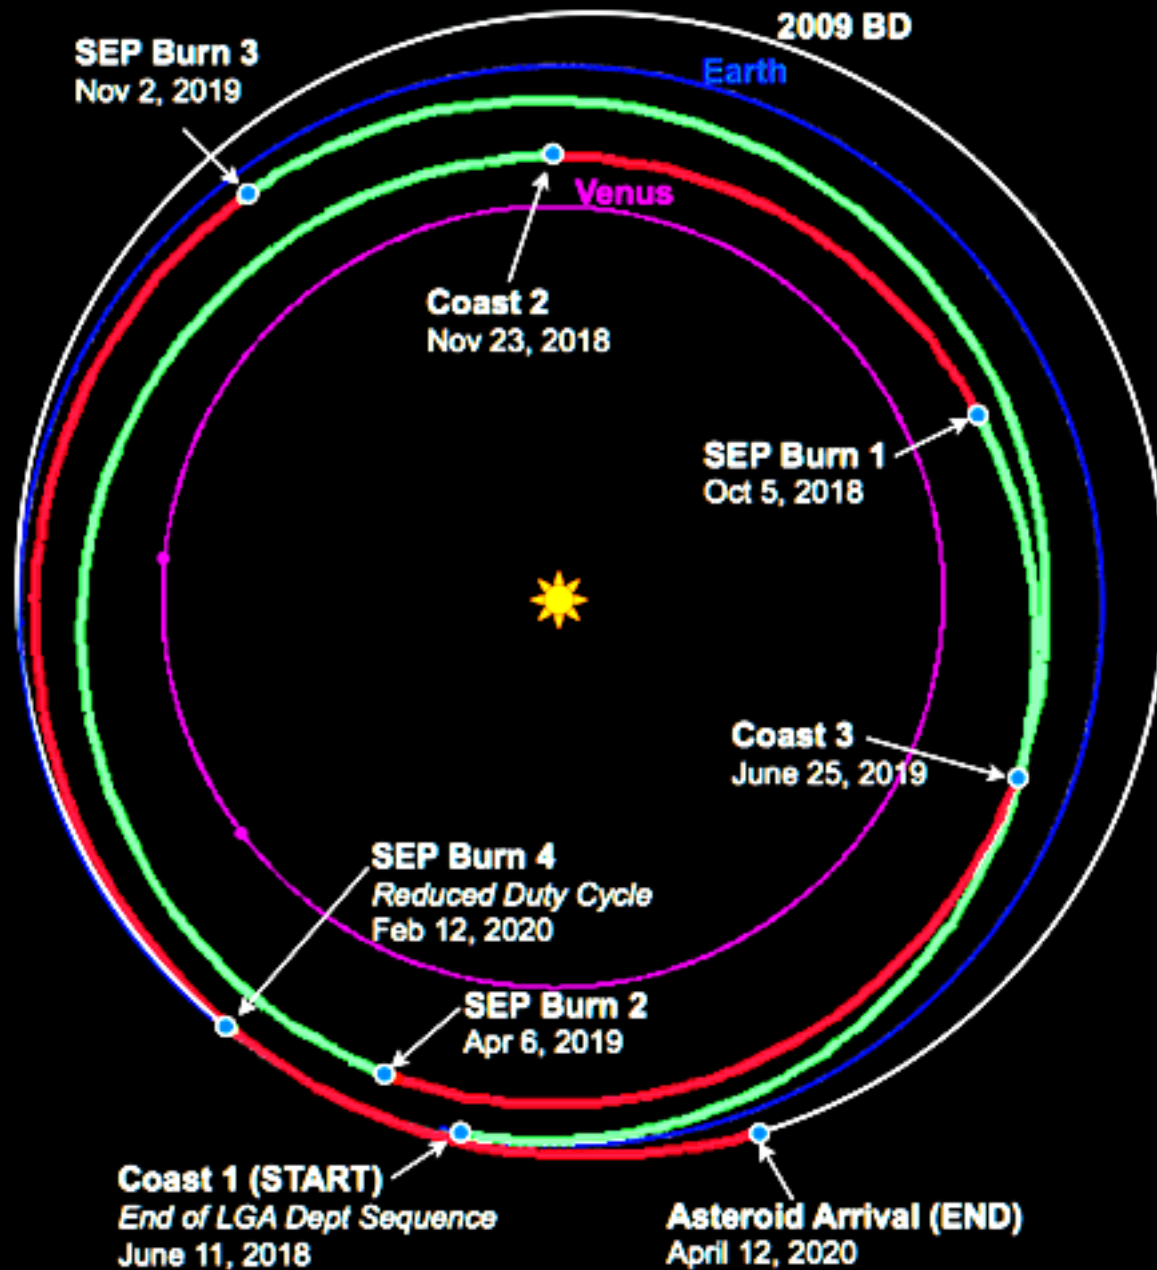 2009 BD
SEP Burn 3
Nov 2, 2019
Earth
Venus
Coast 2
Nov 23, 2018
SEP Burn 1
Oct 5, 2018
Coast 3
June 25, 2019
SEP Burn 4
Reduced Duty Cycle
Feb 12, 2020
SEP Burn 2
Apr 6, 2019
Coast 1 (START)
End of LGA Dept Sequence
June 11, 2018
Asteroid Arrival (END)
April 12, 2020